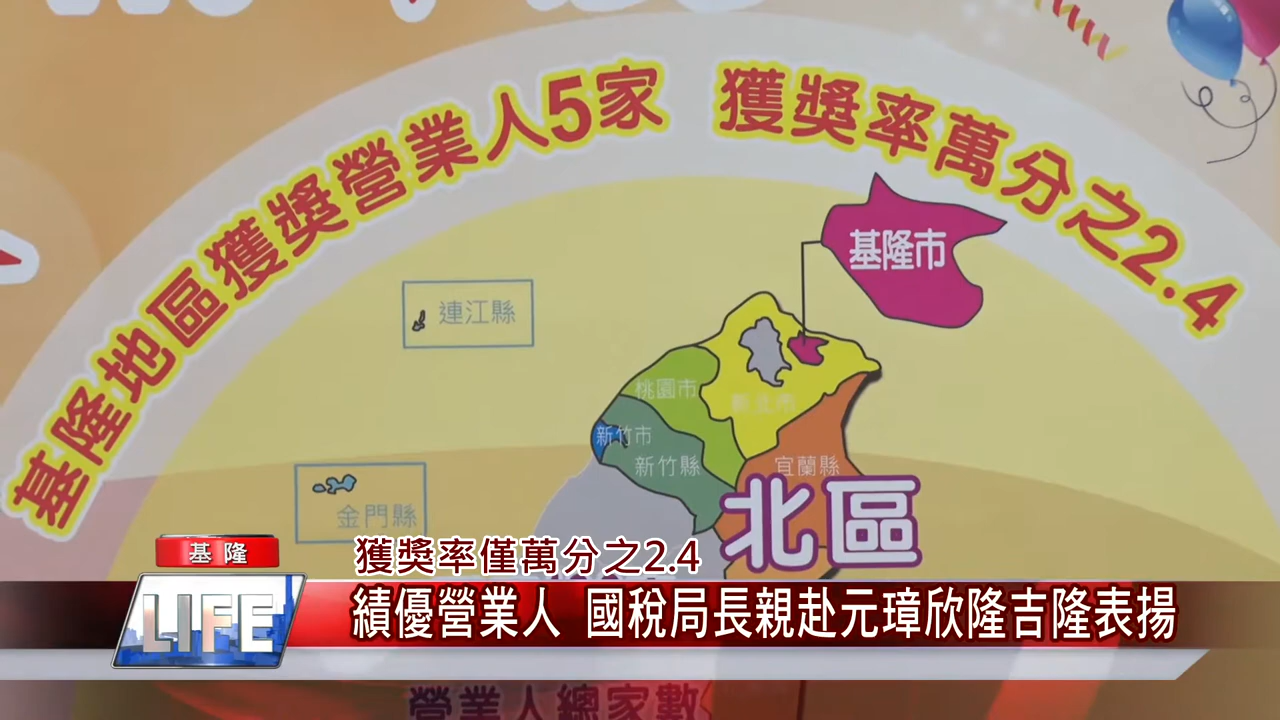 基隆地區獲獎營業人5家 獲獎率萬分之2.4
基隆市
連江縣
桃園市
新北市
新竹市
新竹縣
宜蘭縣
金門縣
北區
基隆
獲獎率僅萬分之2.4
LIFE
績優營業人 國稅局長親赴元璋欣隆吉隆表揚
營業人總家數